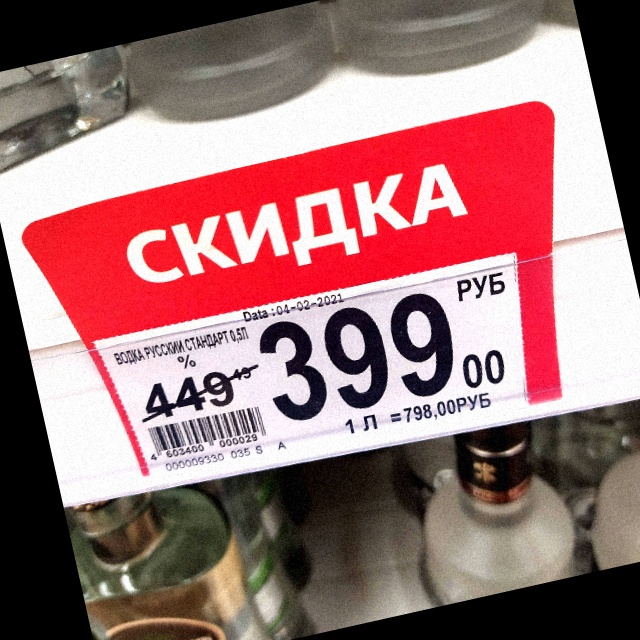 СКИДКА
Data : 04-02-2021
ВОДКА РУССКИЙ СТАНДАРТ 0,5Л
%
449 49
399 00 РУБ
1 Л =798,00РУБ
4 603400 000029
000009330 035 S A